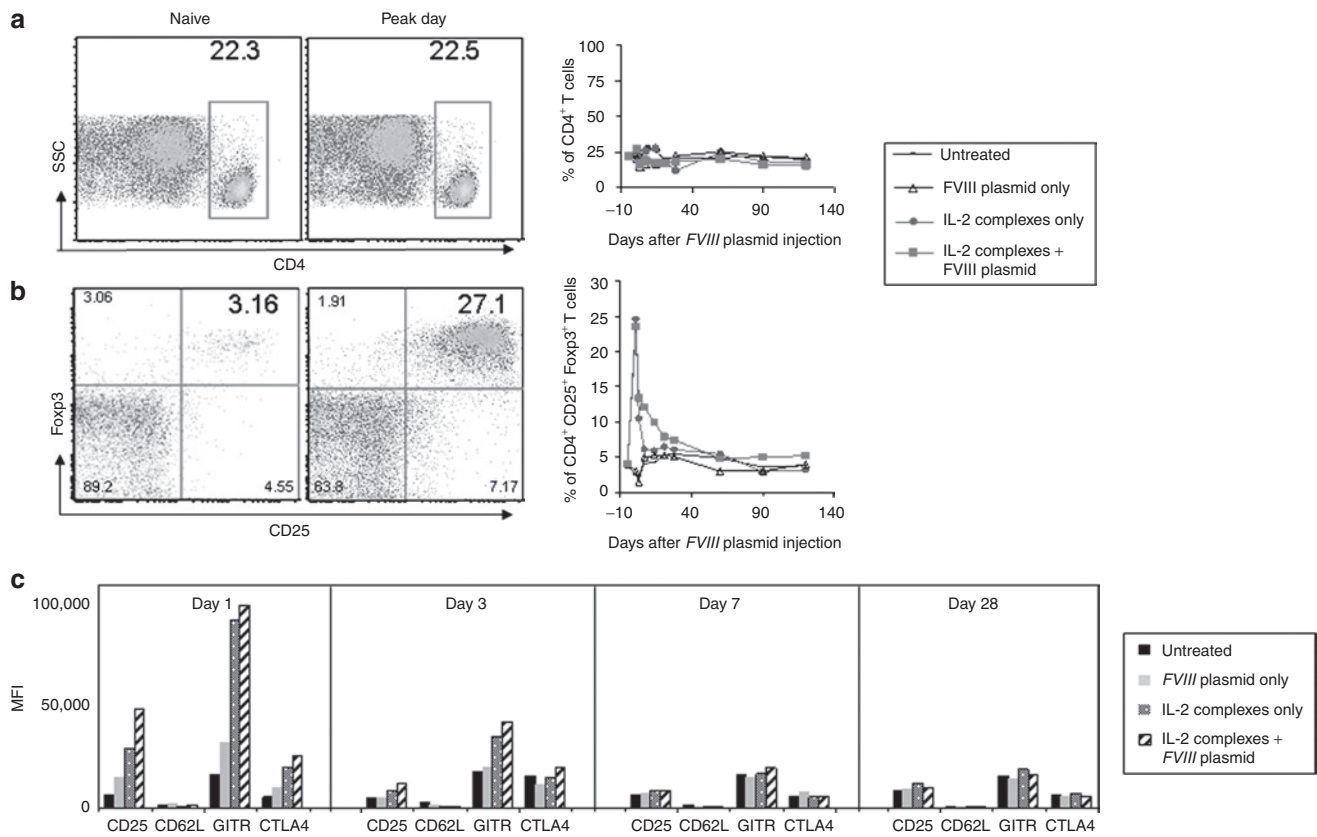 a
Naive
Peak day
22.3
22.5
SSC
CD4
% of CD4+ T cells
100
75
50
25
0
–10
40
90
140
Days after FVIII plasmid injection
Untreated
FVIII plasmid only
IL-2 complexes only
IL-2 complexes +
FVIII plasmid
b
3.06
3.16
89.2
4.55
1.91
27.1
63.8
7.17
Foxp3
CD25
% of CD4+ CD25+ Foxp3+ T cells
30
25
20
15
10
5
0
–10
40
90
140
Days after FVIII plasmid injection
c
MFI
100,000
50,000
0
Day 1
Day 3
Day 7
Day 28
CD25 CD62L GITR CTLA4
CD25 CD62L GITR CTLA4
CD25 CD62L GITR CTLA4
CD25 CD62L GITR CTLA4
Untreated
FVIII plasmid only
IL-2 complexes only
IL-2 complexes +
FVIII plasmid